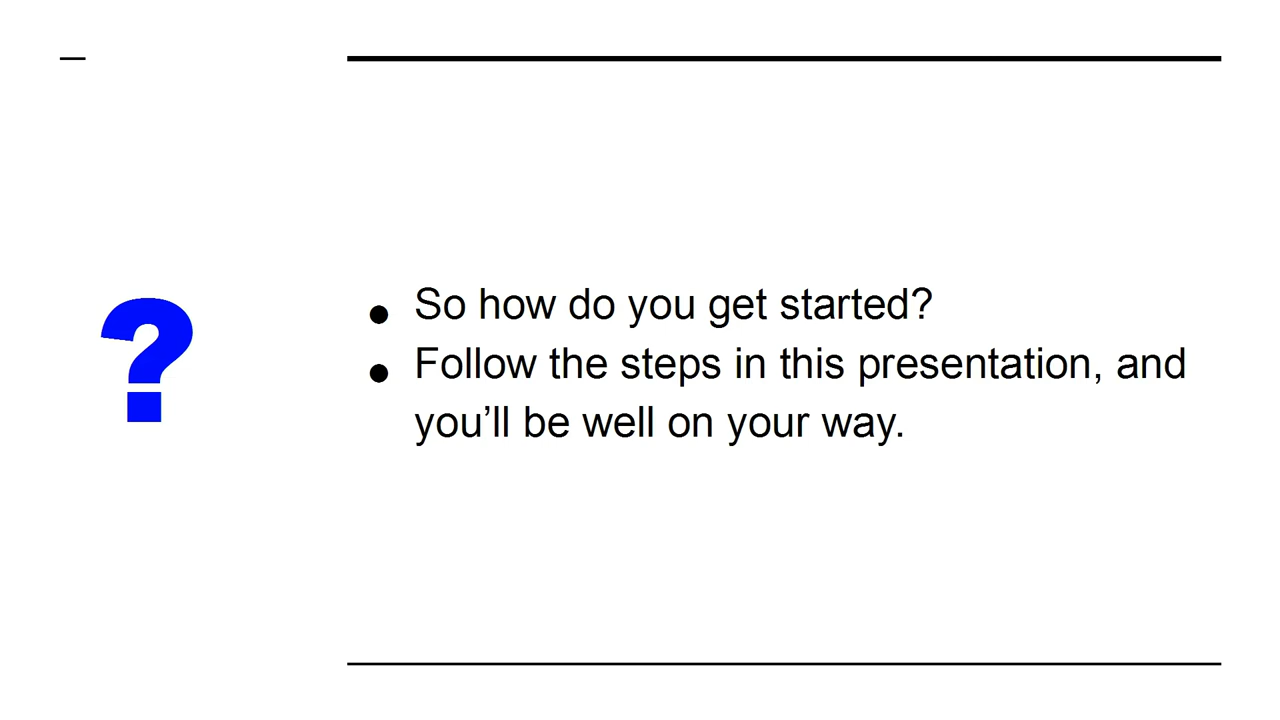 ?
● So how do you get started?
● Follow the steps in this presentation, and
you’ll be well on your way.